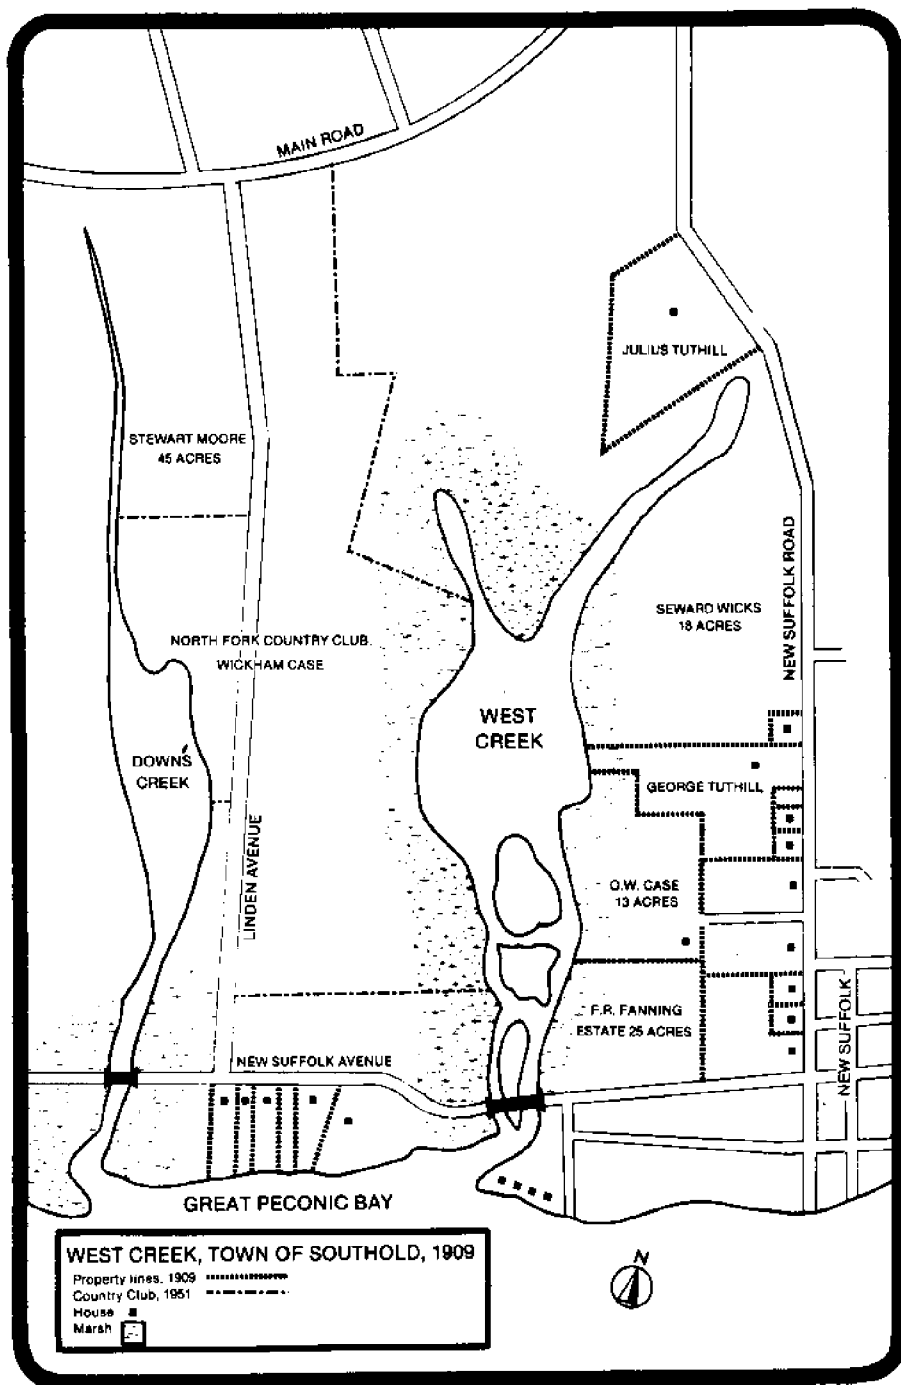 MAIN ROAD
JULIUS TUTHILL
STEWART MOORE
45 ACRES
NEW SUFFOLK ROAD
SEWARD WICKS
18 ACRES
NORTH FORK COUNTRY CLUB
WICKHAM CASE
WEST
CREEK
DOWN'S
CREEK
GEORGE TUTHILL
LINDEN AVENUE
O.W. CASE
13 ACRES
F.R. FANNING
ESTATE 25 ACRES
NEW SUFFOLK
NEW SUFFOLK AVENUE
GREAT PECONIC BAY
WEST CREEK, TOWN OF SOUTHOLD, 1909
Property lines, 1909
Country Club, 1951
House
Marsh
N